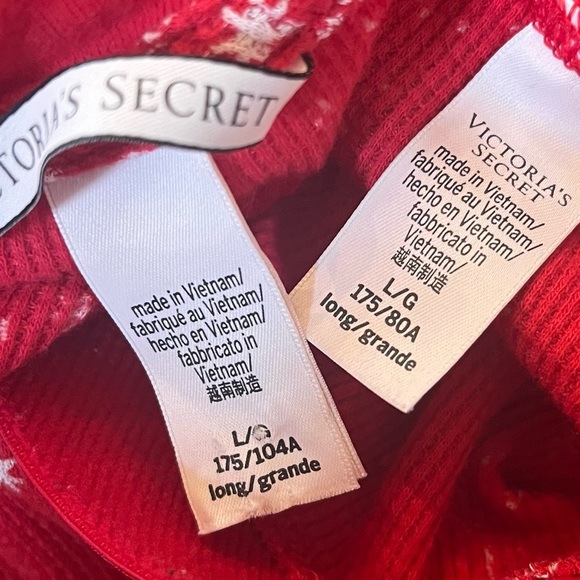 VICTORIA'S SECRET
made in Vietnam/
fabriqué au Vietnam/
hecho en Vietnam/
fabbricato in
Vietnam/
越南制造
L/G
175/104A
long/grande
VICTORIA'S
SECRET
made in Vietnam/
fabriqué au Vietnam/
hecho en Vietnam/
fabbricato in
Vietnam/
越南制造
L/G
175/80A
long/grande